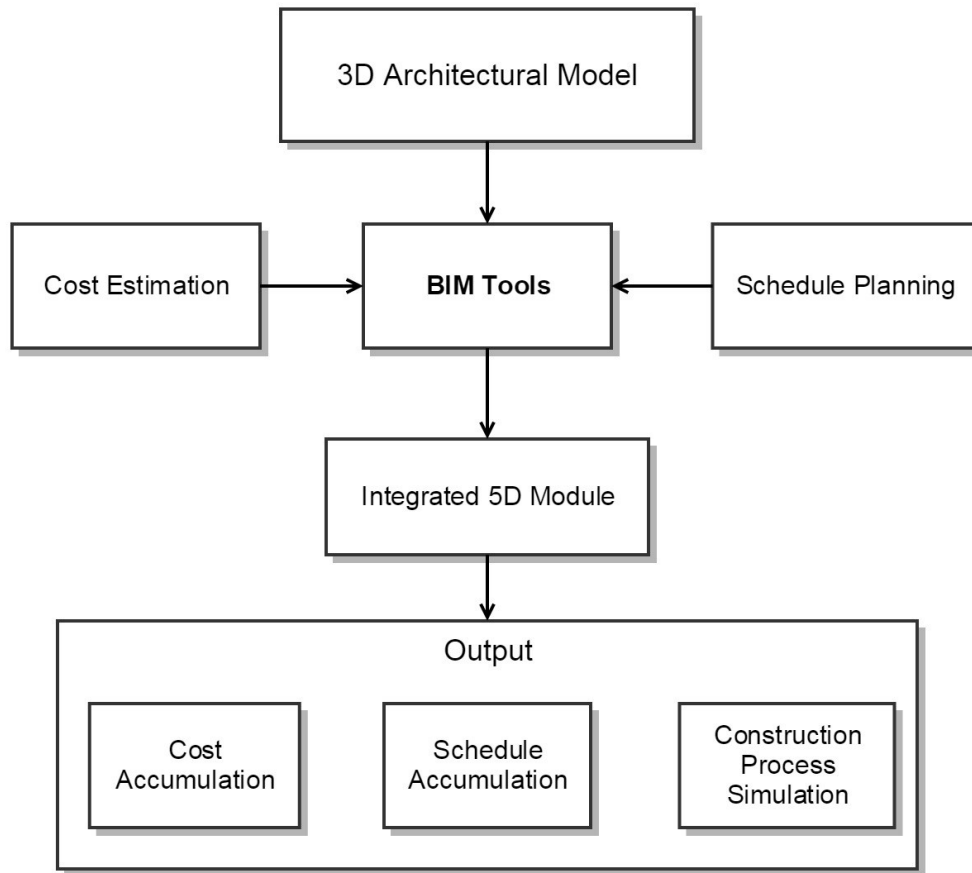 3D Architectural Model
Cost Estimation
BIM Tools
Schedule Planning
Integrated 5D Module
Output
Cost
Accumulation
Schedule
Accumulation
Construction
Process
Simulation